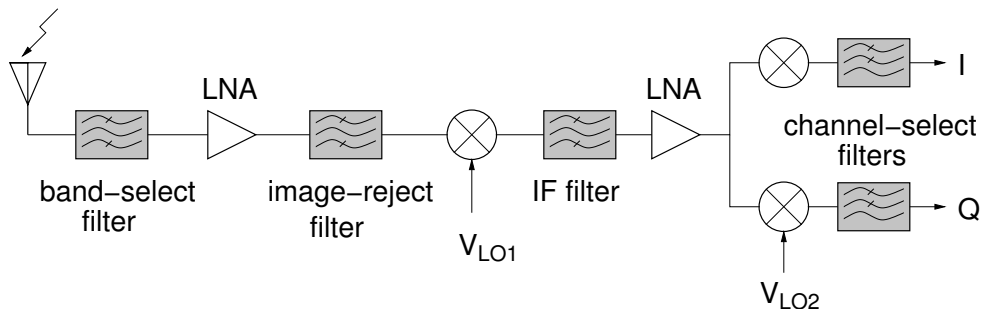 LNA
band−select
filter
image−reject
filter
V_LO1
IF filter
LNA
channel−select
filters
I
Q
V_LO2